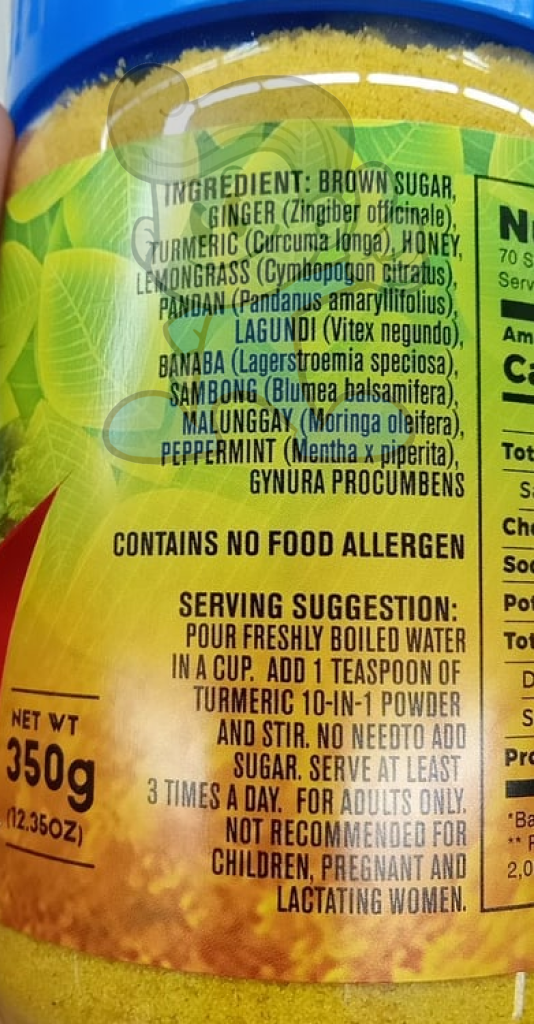 INGREDIENT: BROWN SUGAR,
GINGER (Zingiber officinale),
TURMERIC (Curcuma longa), HONEY,
LEMONGRASS (Cymbopogon citratus),
PANDAN (Pandanus amaryllifolius),
LAGUNDI (Vitex negundo),
BANABA (Lagerstroemia speciosa),
SAMBONG (Blumea balsamifera),
MALUNGGAY (Moringa oleifera),
PEPPERMINT (Mentha x piperita),
GYNURA PROCUMBENS
CONTAINS NO FOOD ALLERGEN
SERVING SUGGESTION:
POUR FRESHLY BOILED WATER
IN A CUP. ADD 1 TEASPOON OF
TURMERIC 10-IN-1 POWDER
AND STIR. NO NEEDTO ADD
SUGAR. SERVE AT LEAST
3 TIMES A DAY. FOR ADULTS ONLY.
NOT RECOMMENDED FOR
CHILDREN, PREGNANT AND
LACTATING WOMEN.
NET WT
350g
(12.35OZ)
70 S
Serv
Am
Ca
Tot
Sa
Cho
Soc
Pot
Tot
D
S
Pro
*Ba
**
2,0